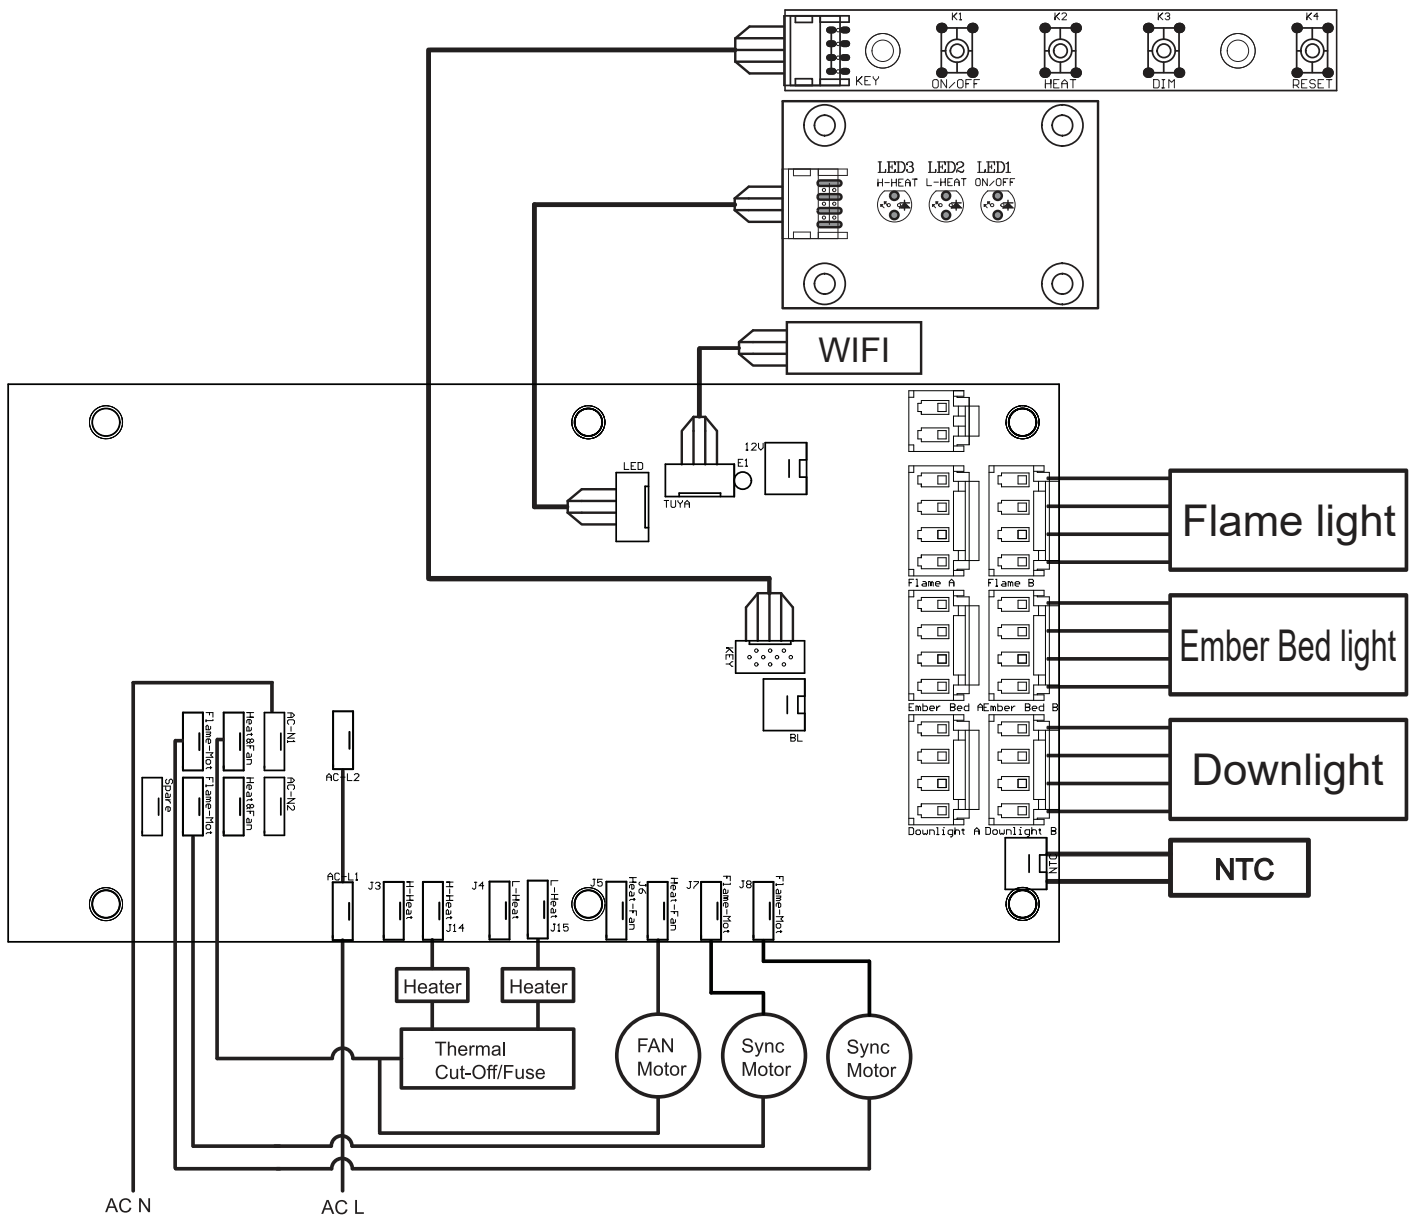 K1
K2
K3
K4
KEY
ON/OFF
HEAT
DIM
RESET
LED3
LED2
LED1
H-HEAT
L-HEAT
ON/OFF
WIFI
12V
LED
E1
TUYA
Flame A
Flame B
Flame light
KEY
Ember Bed A
Ember Bed B
Ember Bed light
BL
Flame-Mot
Heat&Fan
AC-N1
AC-L2
Spare
Flame-Mot
Heat&Fan
AC-N2
Downlight A
Downlight B
Downlight
NTC
NTC
AC-L1
J3
H-Heat
H-Heat
J14
J4
L-Heat
L-Heat
J15
J5
Heat-Fan
J6
Heat-Fan
J7
Flame-Mot
J8
Flame-Mot
Heater
Heater
Thermal
Cut-Off/Fuse
FAN
Motor
Sync
Motor
Sync
Motor
AC N
AC L